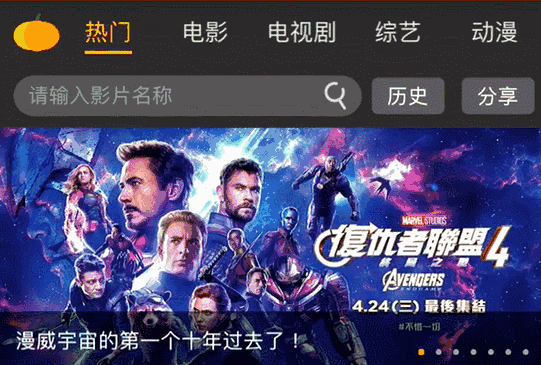 热门 电影 电视剧 综艺 动漫
请输入影片名称 历史 分享
MARVEL STUDIOS
復仇者聯盟4
終局之戰
AVENGERS
ENDGAME
4.24(三) 最後集結
#不惜一切
漫威宇宙的第一个十年过去了！